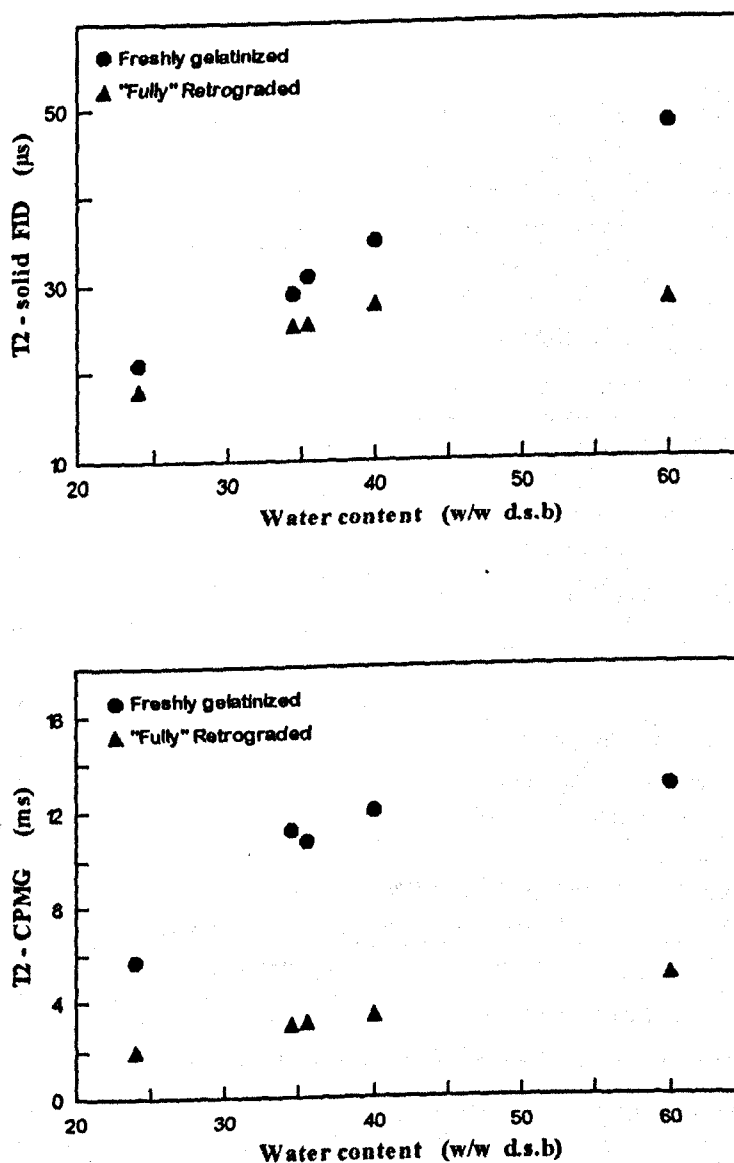 Freshly gelatinized
"Fully" Retrograded
50
30
10
T2 - solid FID (µs)
20 30 40 50 60
Water content (w/w d.s.b)
Freshly gelatinized
"Fully" Retrograded
16
12
8
4
0
T2 - CPMG (ms)
20 30 40 50 60
Water content (w/w d.s.b)